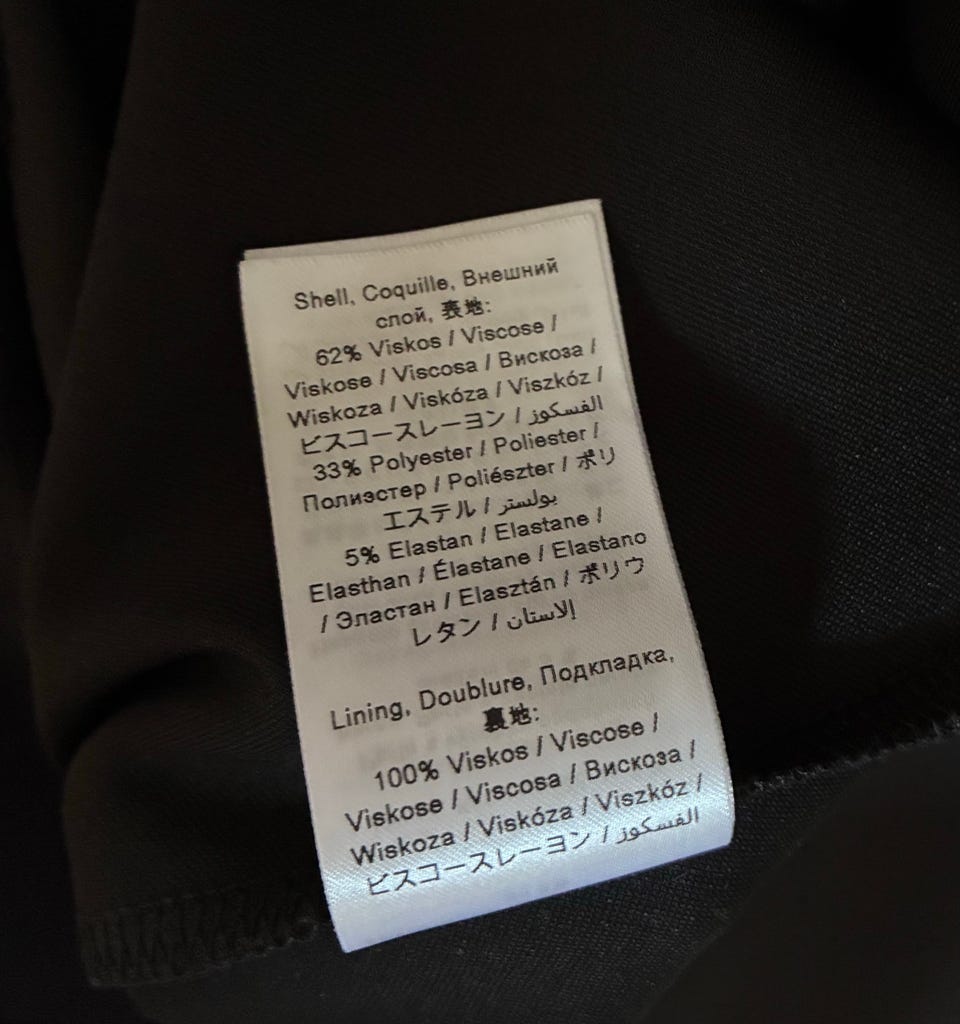 Shell, Coquille, Внешний
слой, 表地:
62% Viskos / Viscose /
Viskose / Viscosa / Вискоза /
Wiskoza / Viskóza / Viszkóz /
ビスコースレーヨン / الفسكوز
33% Polyester / Poliester /
Полиэстер / Poliészter / ポリ
エステル / بولستر
5% Elastan / Elastane /
Elasthan / Élastane / Elastano
/ Эластан / Elasztán / ポリウ
レタン / الاستان
Lining, Doublure, Подкладка,
裏地:
100% Viskos / Viscose /
Viskose / Viscosa / Вискоза /
Wiskoza / Viskóza / Viszkóz /
ビスコースレーヨン / الفسكوز